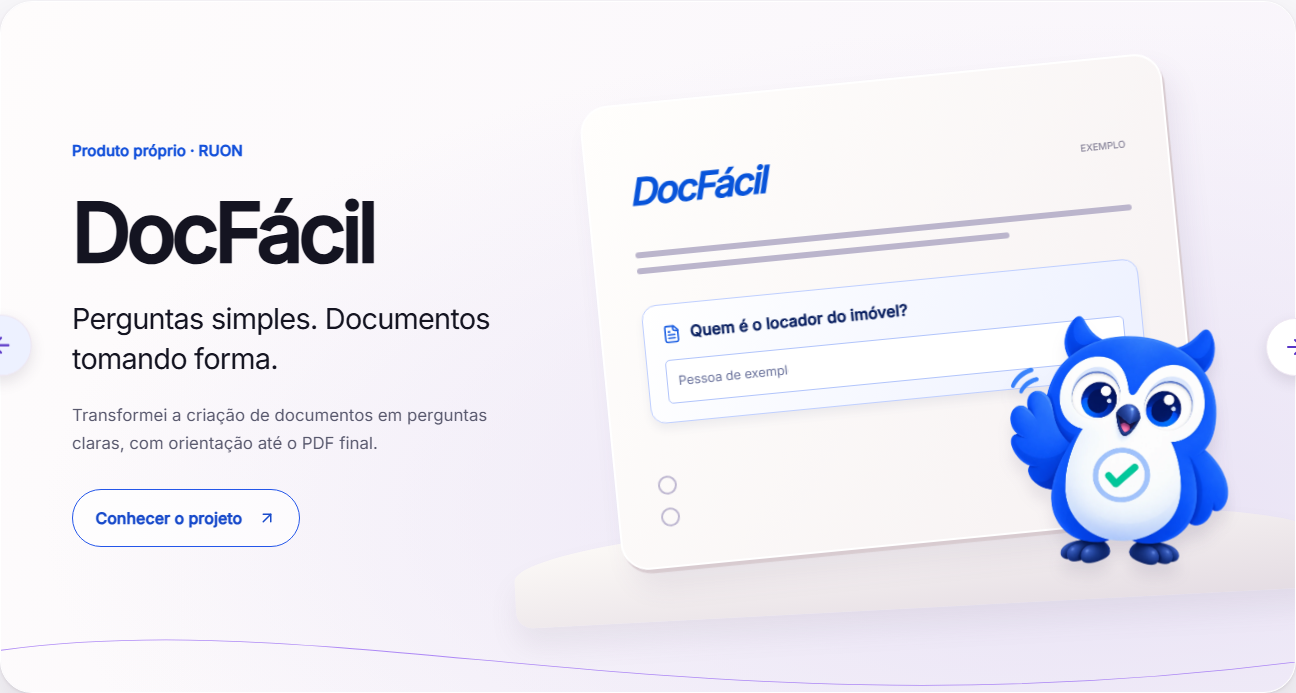 Produto próprio · RUON
DocFácil
Perguntas simples. Documentos
tomando forma.
Transformei a criação de documentos em perguntas
claras, com orientação até o PDF final.
Conhecer o projeto
EXEMPLO
DocFácil
Quem é o locador do imóvel?
Pessoa de exempl